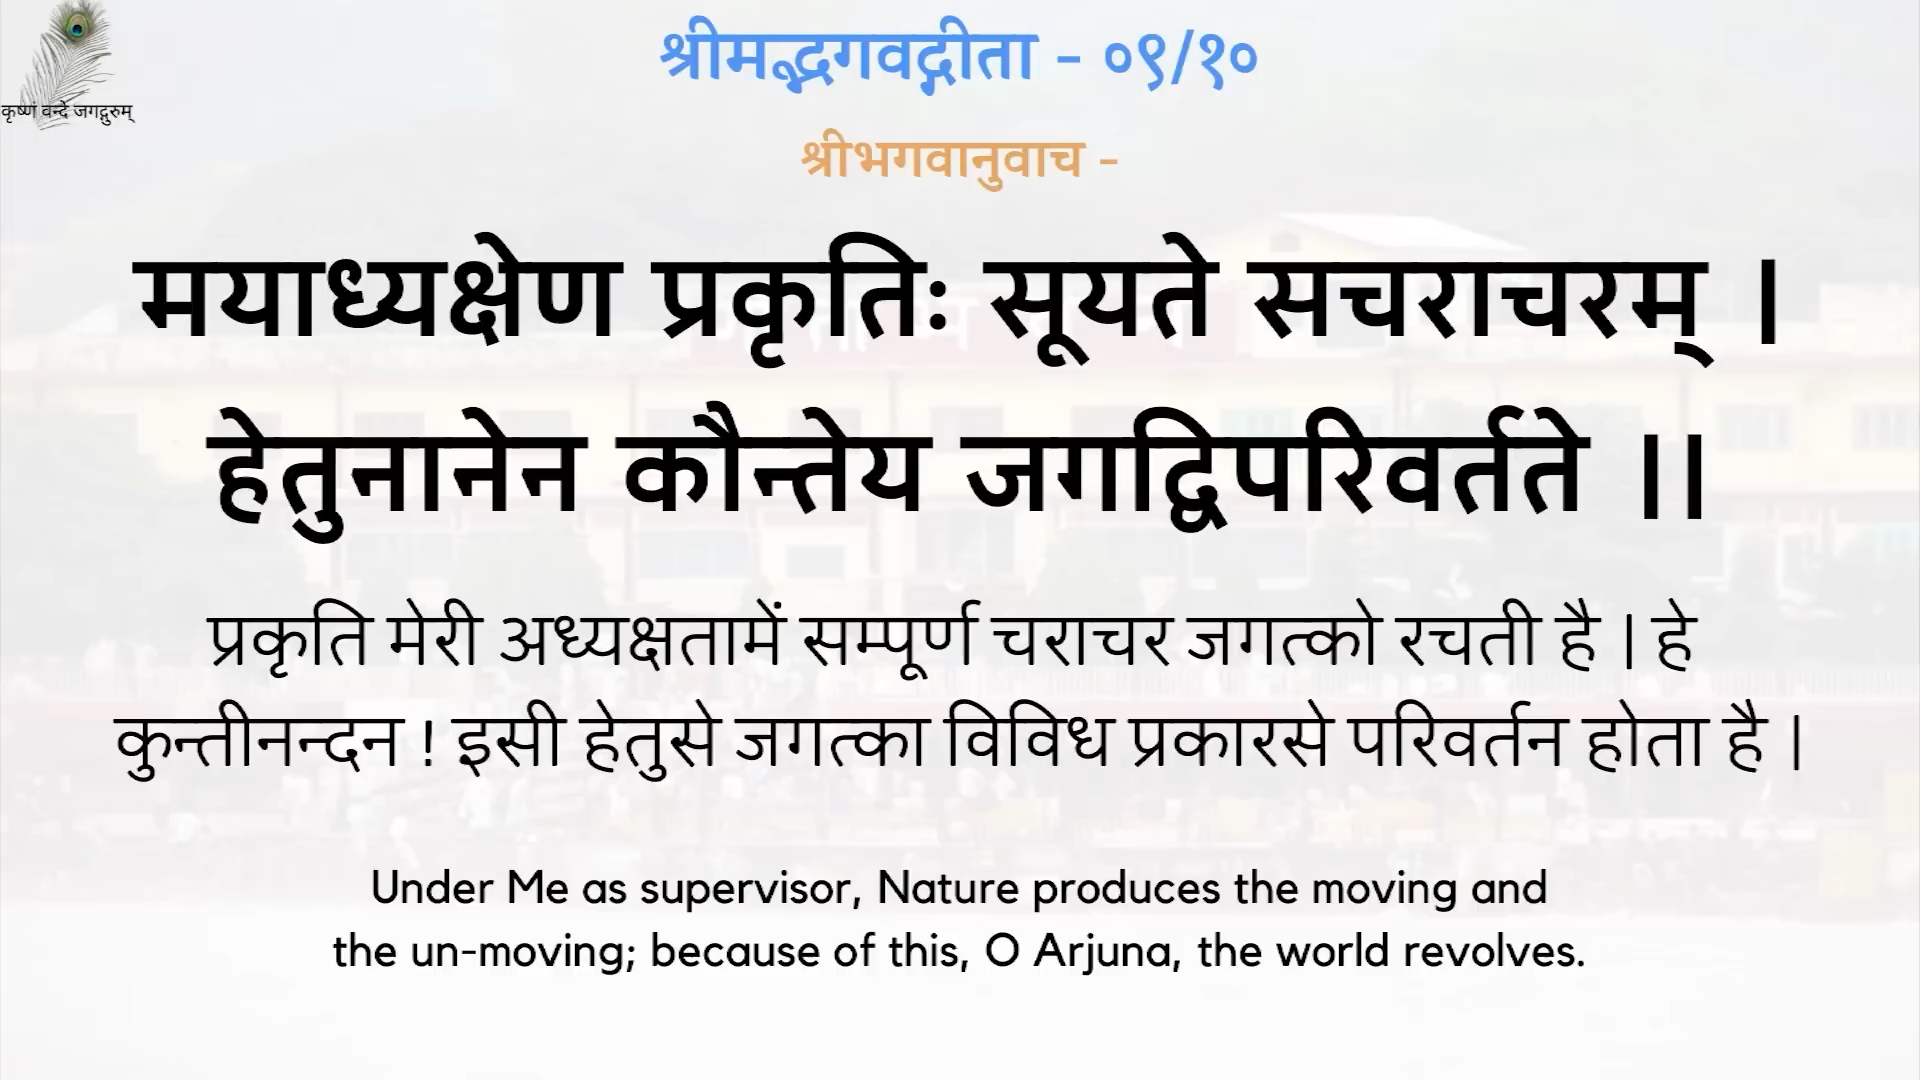 श्रीमद्भगवद्गीता - ०९/१०
कृष्णं वन्दे जगद्गुरुम्
श्रीभगवानुवाच -
मयाध्यक्षेण प्रकृतिः सूयते सचराचरम् ।
हेतुनानेन कौन्तेय जगद्विपरिवर्तते ।।
प्रकृति मेरी अध्यक्षतामें सम्पूर्ण चराचर जगत्को रचती है | हे
कुन्तीनन्दन ! इसी हेतुसे जगत्का विविध प्रकारसे परिवर्तन होता है |
Under Me as supervisor, Nature produces the moving and
the un-moving; because of this, O Arjuna, the world revolves.